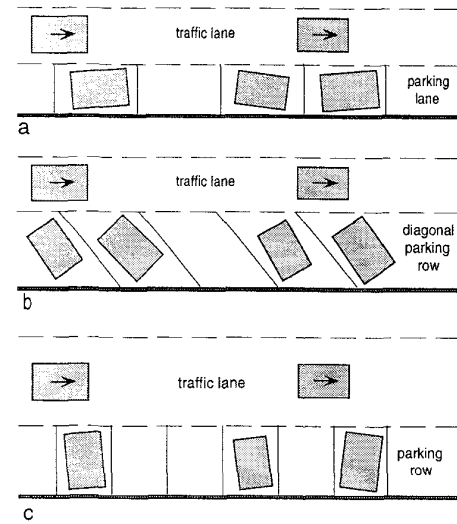 traffic lane
parking
lane
a
traffic lane
diagonal
parking
row
b
traffic lane
parking
row
c